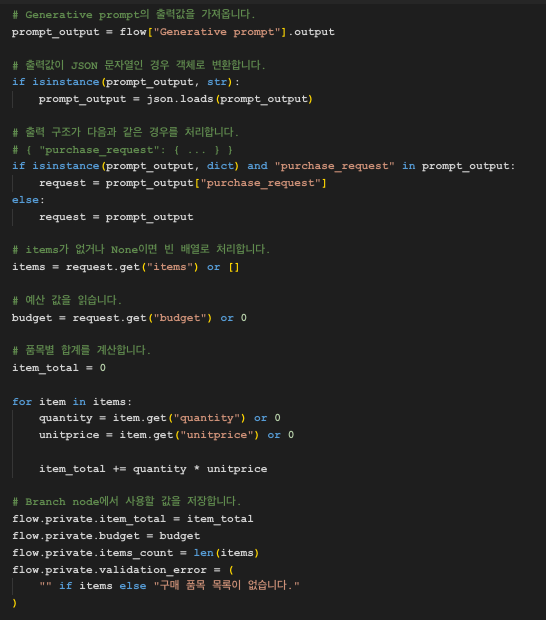 # Generative prompt의 출력값을 가져옵니다.
prompt_output = flow["Generative prompt"].output
# 출력값이 JSON 문자열인 경우 객체로 변환합니다.
if isinstance(prompt_output, str):
    prompt_output = json.loads(prompt_output)
# 출력 구조가 다음과 같은 경우를 처리합니다.
# { "purchase_request": { ... } }
if isinstance(prompt_output, dict) and "purchase_request" in prompt_output:
    request = prompt_output["purchase_request"]
else:
    request = prompt_output
# items가 없거나 None이면 빈 배열로 처리합니다.
items = request.get("items") or []
# 예산 값을 읽습니다.
budget = request.get("budget") or 0
# 품목별 합계를 계산합니다.
item_total = 0
for item in items:
    quantity = item.get("quantity") or 0
    unitprice = item.get("unitprice") or 0
    item_total += quantity * unitprice
# Branch node에서 사용할 값을 저장합니다.
flow.private.item_total = item_total
flow.private.budget = budget
flow.private.items_count = len(items)
flow.private.validation_error = (
    "" if items else "구매 품목 목록이 없습니다."
)